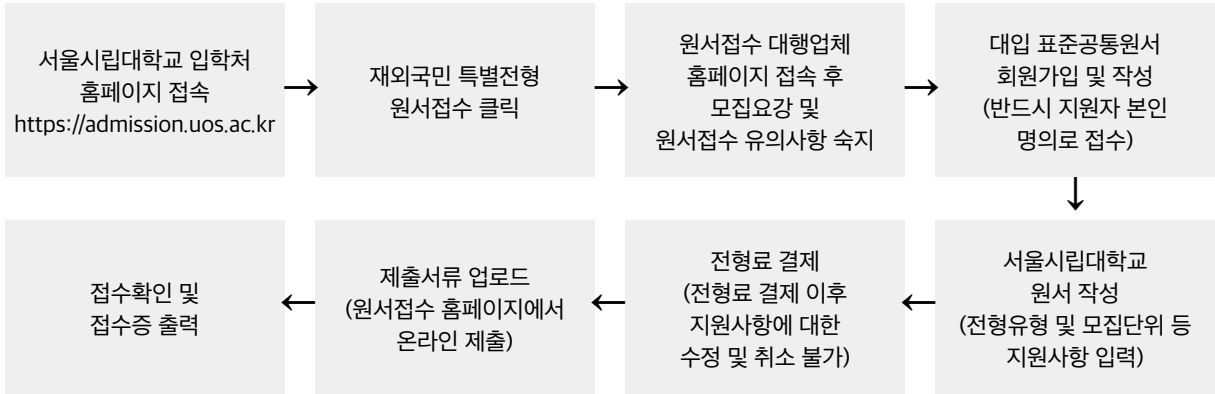 서울시립대학교 입학처
홈페이지 접속
https://admission.uos.ac.kr
재외국민 특별전형
원서접수 클릭
원서접수 대행업체
홈페이지 접속 후
모집요강 및
원서접수 유의사항 숙지
대입 표준공통원서
회원가입 및 작성
(반드시 지원자 본인
명의로 접수)
서울시립대학교
원서 작성
(전형유형 및 모집단위 등
지원사항 입력)
전형료 결제
(전형료 결제 이후
지원사항에 대한
수정 및 취소 불가)
제출서류 업로드
(원서접수 홈페이지에서
온라인 제출)
접수확인 및
접수증 출력